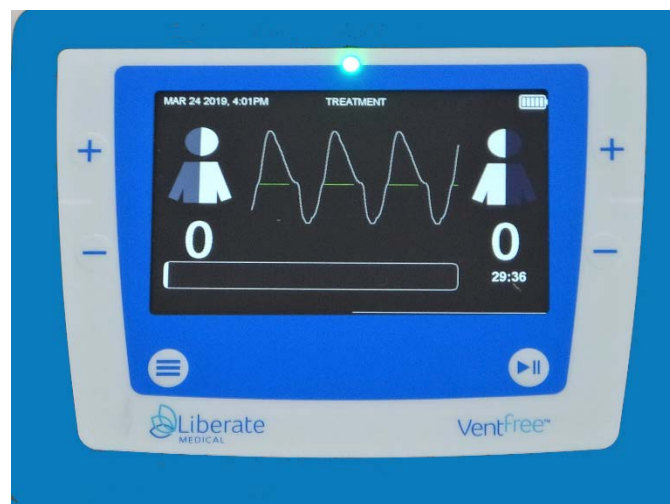 MAR 24 2019, 4:01PM TREATMENT
+ +
0 0
− −
29:36
Liberate VentFree™
MEDICAL